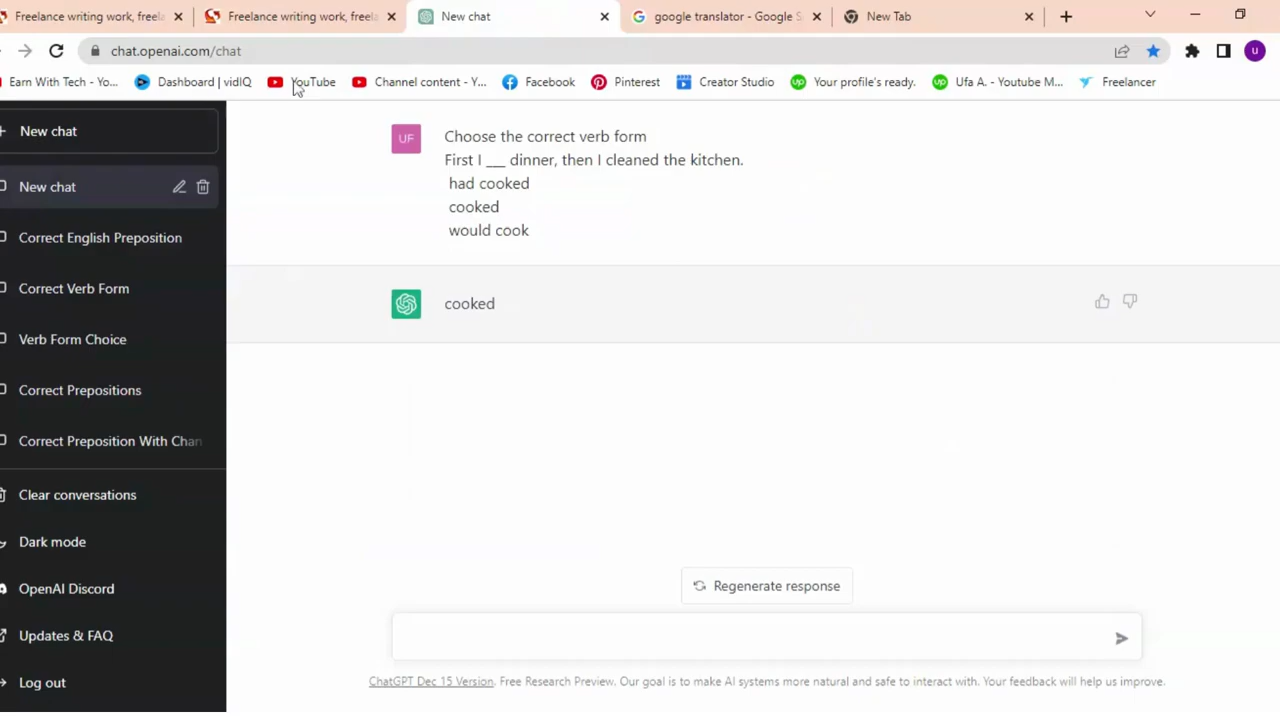 Freelance writing work, freela
Freelance writing work, freela
New chat
google translator - Google S
New Tab
chat.openai.com/chat
u
Earn With Tech - Yo...
Dashboard | vidIQ
YouTube
Channel content - Y...
Facebook
Pinterest
Creator Studio
Your profile's ready.
Ufa A. - Youtube M...
Freelancer
New chat
New chat
Correct English Preposition
Correct Verb Form
Verb Form Choice
Correct Prepositions
Correct Preposition With Chan
Clear conversations
Dark mode
OpenAI Discord
Updates & FAQ
Log out
UF
Choose the correct verb form
First I ___ dinner, then I cleaned the kitchen.
had cooked
cooked
would cook
cooked
Regenerate response
ChatGPT Dec 15 Version. Free Research Preview. Our goal is to make AI systems more natural and safe to interact with. Your feedback will help us improve.